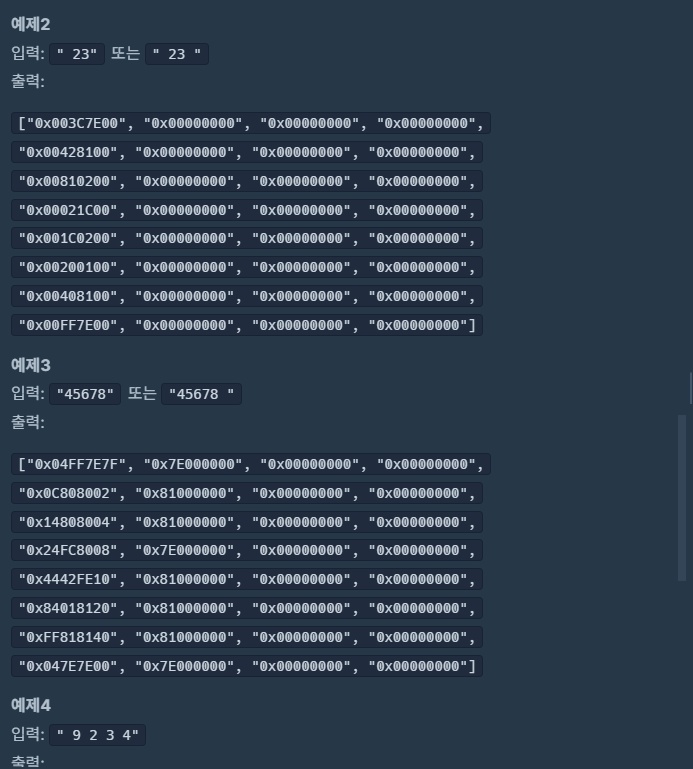 예제2
입력: " 23" 또는 " 23 "
출력:
["0x003C7E00", "0x00000000", "0x00000000", "0x00000000",
"0x00428100", "0x00000000", "0x00000000", "0x00000000",
"0x00810200", "0x00000000", "0x00000000", "0x00000000",
"0x00021C00", "0x00000000", "0x00000000", "0x00000000",
"0x001C0200", "0x00000000", "0x00000000", "0x00000000",
"0x00200100", "0x00000000", "0x00000000", "0x00000000",
"0x00408100", "0x00000000", "0x00000000", "0x00000000",
"0x00FF7E00", "0x00000000", "0x00000000", "0x00000000"]
예제3
입력: "45678" 또는 "45678 "
출력:
["0x04FF7E7F", "0x7E000000", "0x00000000", "0x00000000",
"0x0C808002", "0x81000000", "0x00000000", "0x00000000",
"0x14808004", "0x81000000", "0x00000000", "0x00000000",
"0x24FC8008", "0x7E000000", "0x00000000", "0x00000000",
"0x4442FE10", "0x81000000", "0x00000000", "0x00000000",
"0x84018120", "0x81000000", "0x00000000", "0x00000000",
"0xFF818140", "0x81000000", "0x00000000", "0x00000000",
"0x047E7E00", "0x7E000000", "0x00000000", "0x00000000"]
예제4
입력: " 9 2 3 4"
출력: